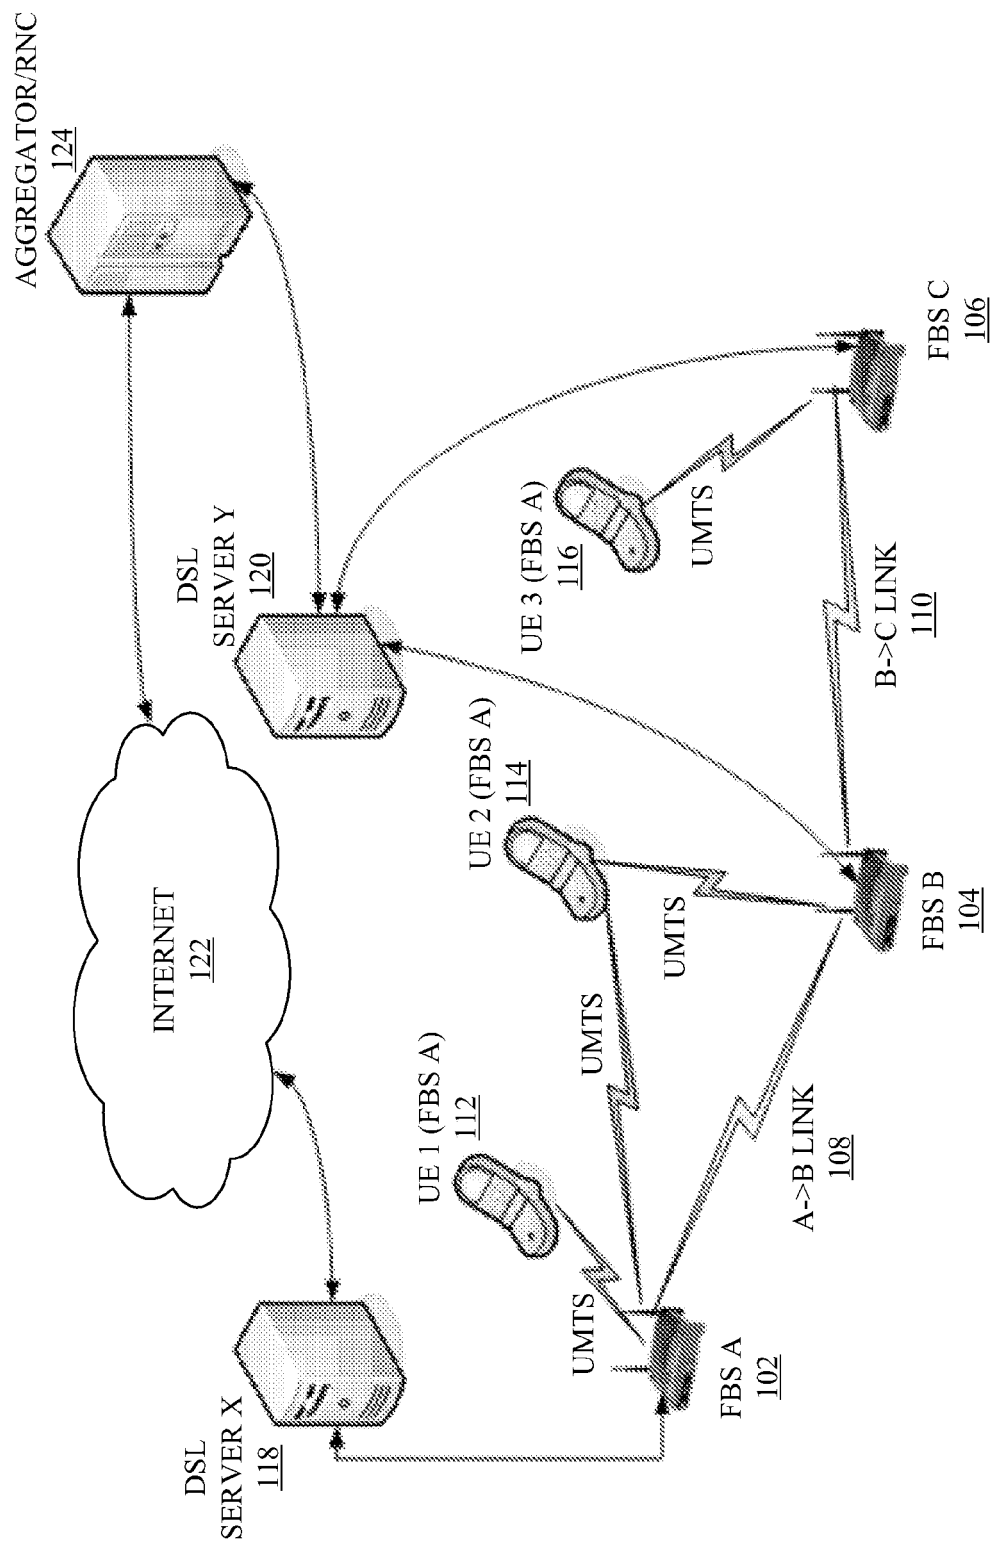 AGGREGATOR/RNC
124
DSL
SERVER Y
120
INTERNET
122
DSL
SERVER X
118
UE 1 (FBS A)
112
UE 2 (FBS A)
114
UE 3 (FBS A)
116
UMTS
UMTS
UMTS
UMTS
A->B LINK
108
B->C LINK
110
FBS A
102
FBS B
104
FBS C
106